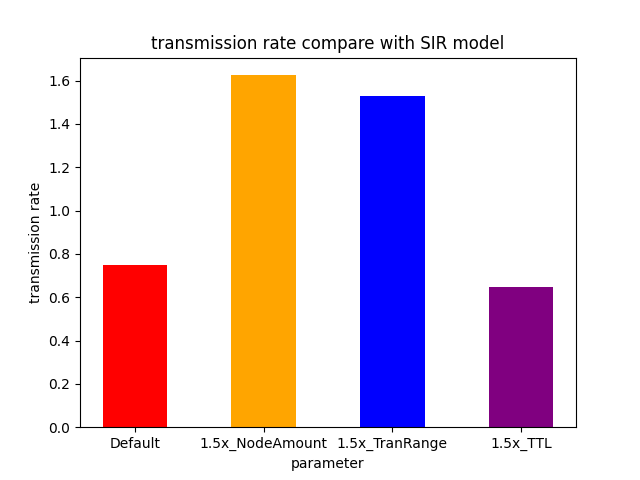 transmission rate compare with SIR model
transmission rate
1.6
1.4
1.2
1.0
0.8
0.6
0.4
0.2
0.0
Default 1.5x_NodeAmount 1.5x_TranRange 1.5x_TTL
parameter